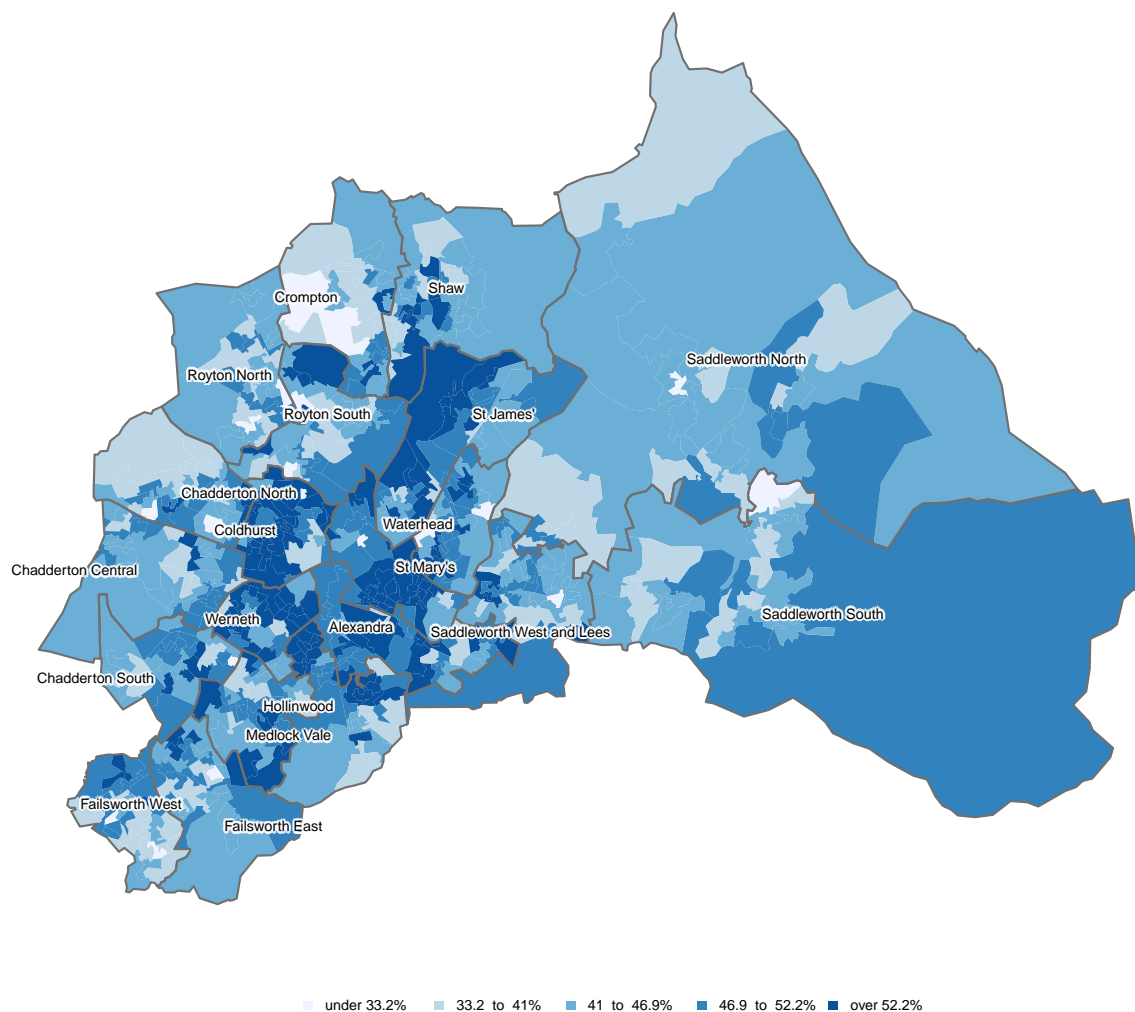 Crompton
Shaw
Saddleworth North
Royton North
Royton South
St James'
Chadderton North
Coldhurst
Waterhead
Chadderton Central
St Mary's
Saddleworth South
Werneth
Alexandra
Saddleworth West and Lees
Chadderton South
Hollinwood
Medlock Vale
Failsworth West
Failsworth East
under 33.2% 33.2 to 41% 41 to 46.9% 46.9 to 52.2% over 52.2%